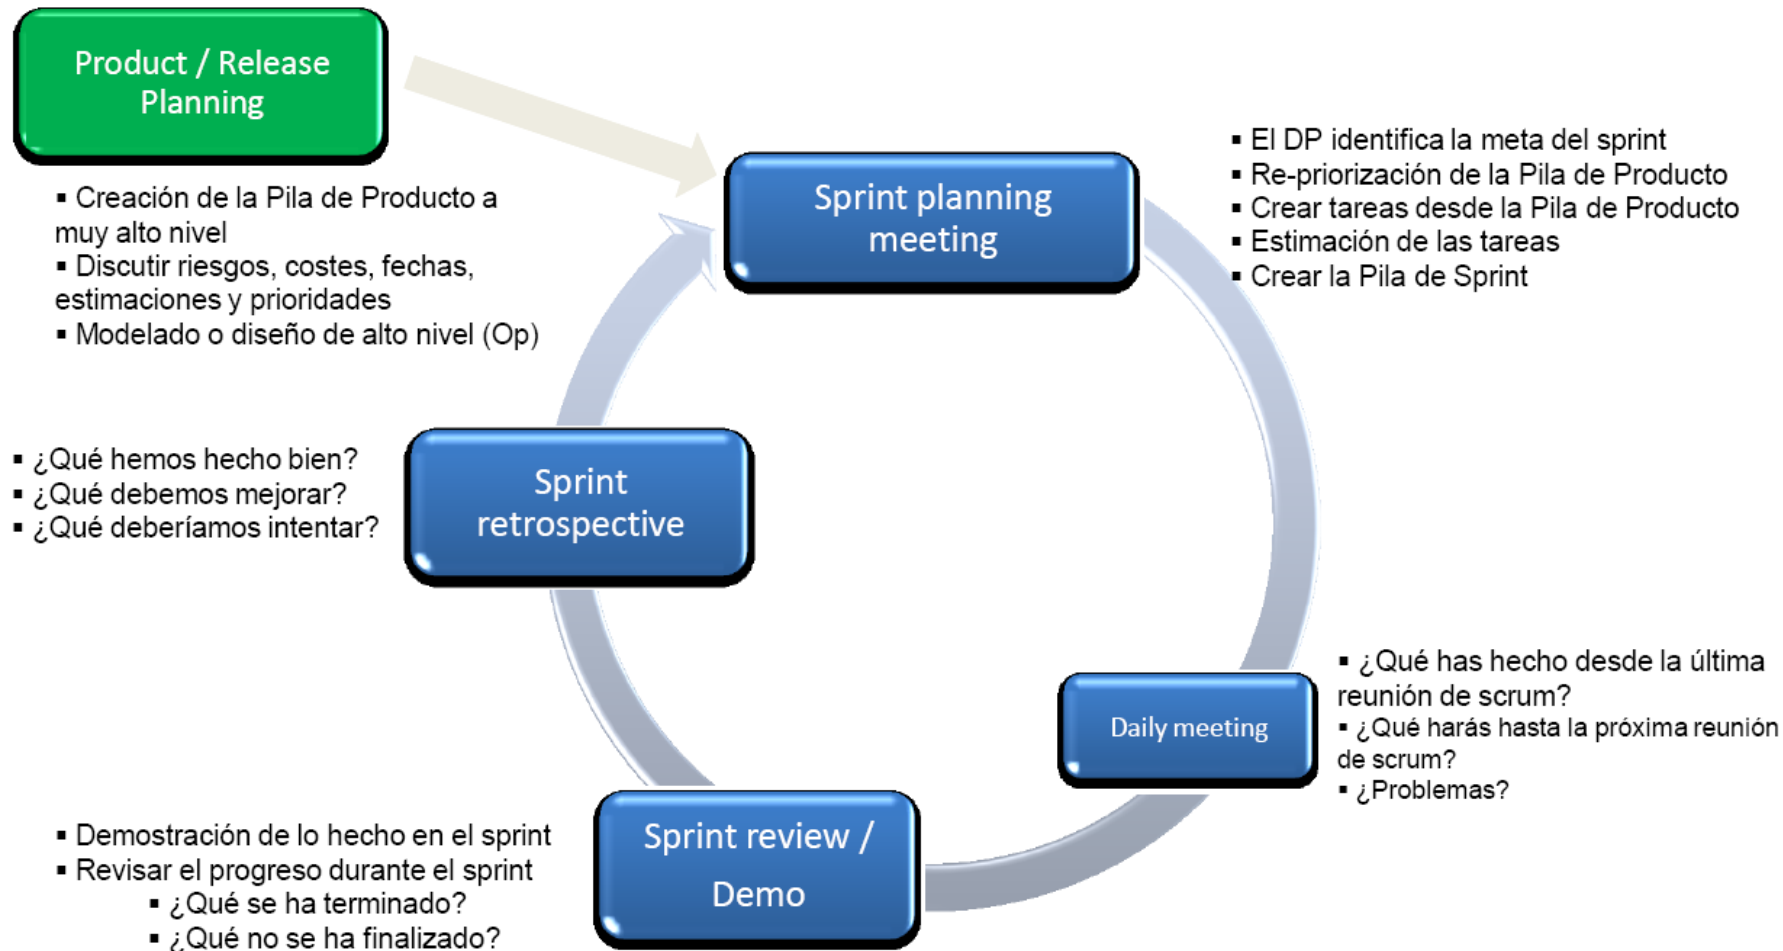 Product / Release
Planning
▪ Creación de la Pila de Producto a
muy alto nivel
▪ Discutir riesgos, costes, fechas,
estimaciones y prioridades
▪ Modelado o diseño de alto nivel (Op)
Sprint planning
meeting
▪ El DP identifica la meta del sprint
▪ Re-priorización de la Pila de Producto
▪ Crear tareas desde la Pila de Producto
▪ Estimación de las tareas
▪ Crear la Pila de Sprint
Daily meeting
▪ ¿Qué has hecho desde la última
reunión de scrum?
▪ ¿Qué harás hasta la próxima reunión
de scrum?
▪ ¿Problemas?
Sprint review /
Demo
▪ Demostración de lo hecho en el sprint
▪ Revisar el progreso durante el sprint
▪ ¿Qué se ha terminado?
▪ ¿Qué no se ha finalizado?
Sprint
retrospective
▪ ¿Qué hemos hecho bien?
▪ ¿Qué debemos mejorar?
▪ ¿Qué deberíamos intentar?